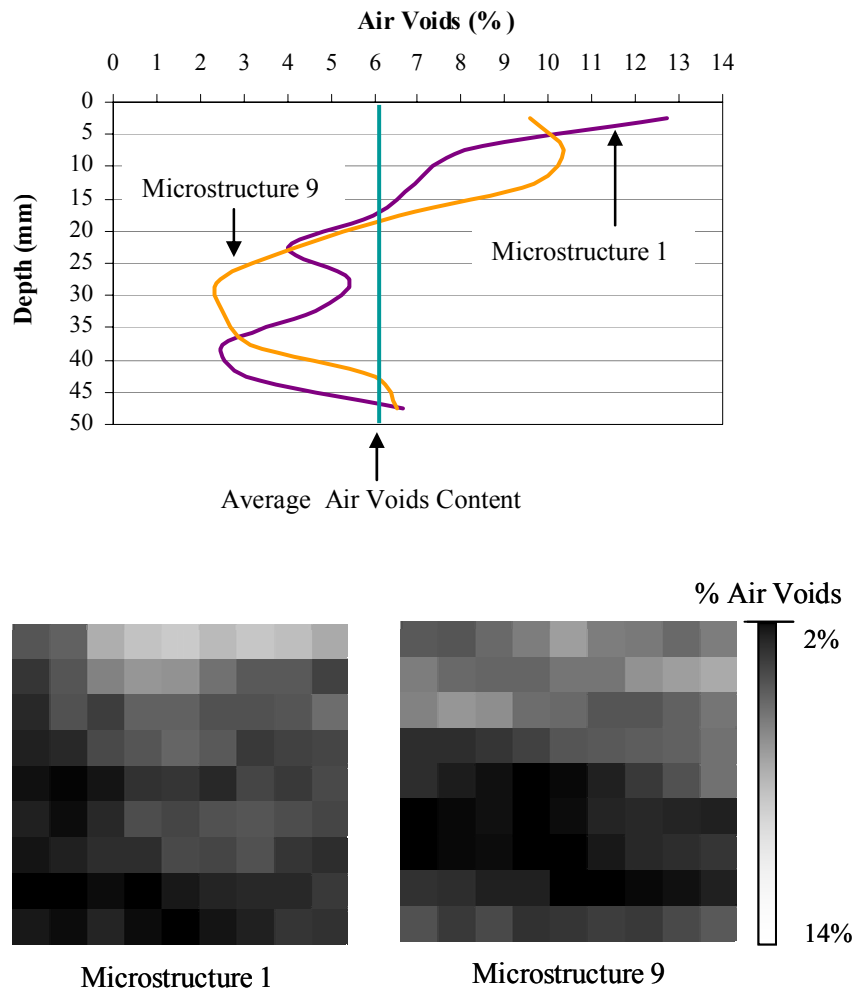 Air Voids (%)
0 1 2 3 4 5 6 7 8 9 10 11 12 13 14
0
5
10
15
20
25
30
35
40
45
50
Depth (mm)
Microstructure 9
Microstructure 1
Average Air Voids Content
% Air Voids
2%
14%
Microstructure 1
Microstructure 9